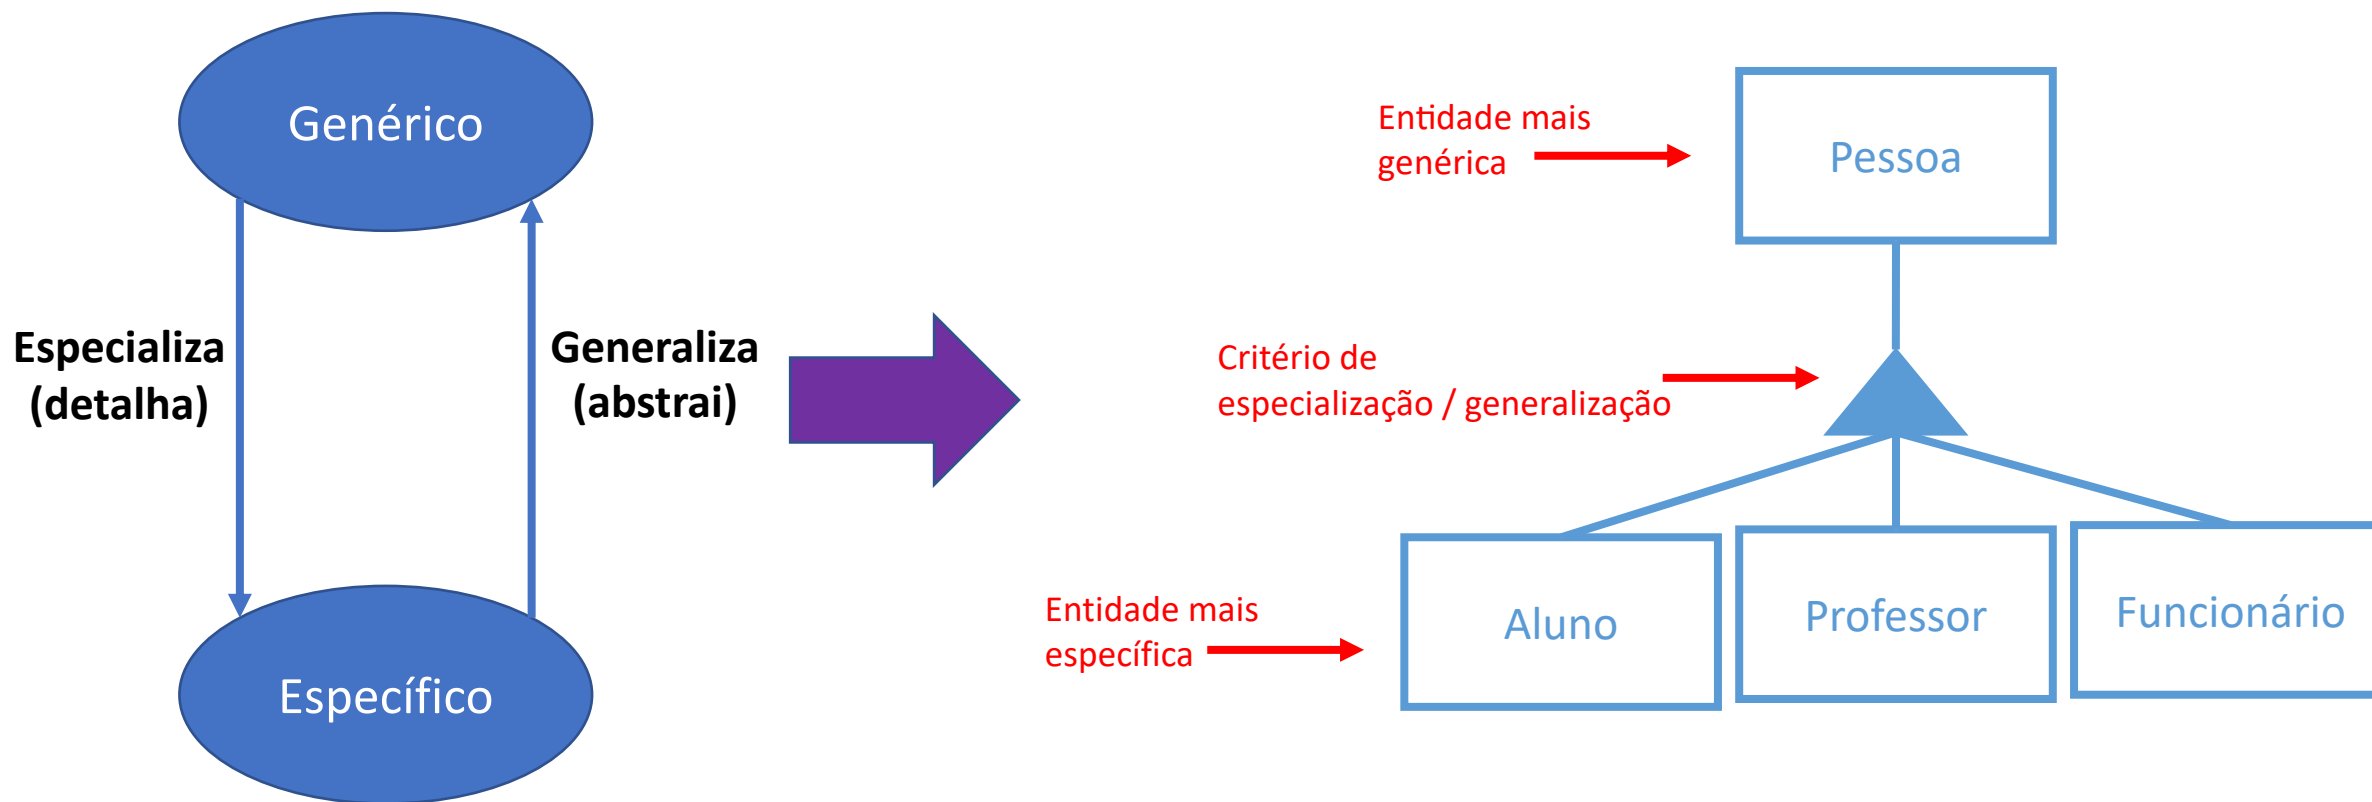 Genérico
Especializa
(detalha)
Generaliza
(abstrai)
Específico
Entidade mais
genérica
Pessoa
Critério de
especialização / generalização
Entidade mais
específica
Aluno
Professor
Funcionário